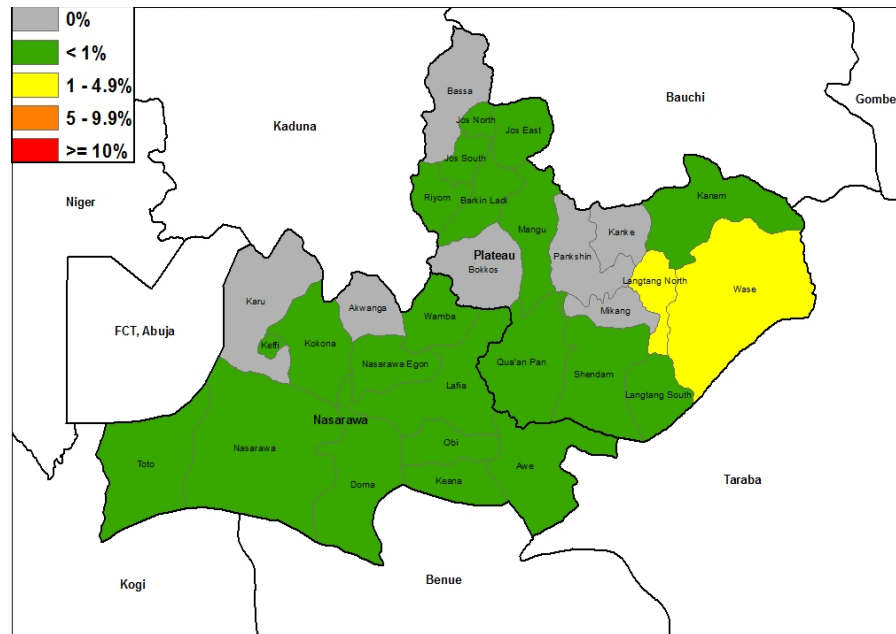 0%
< 1%
1 - 4.9%
5 - 9.9%
>= 10%
Bassa
Bauchi
Gombe
Kaduna
Jos North
Jos East
Jos South
Niger
Riyom
Barkin Ladi
Kanam
Mangu
Kanke
Plateau
Pankshin
Bokkos
Langtang North
Wase
Karu
Akwanga
Mikang
FCT, Abuja
Wamba
Keffi
Kokona
Nasarawa Egon
Qua'an Pan
Shendam
Lafia
Langtang South
Nasarawa
Obi
Toto
Nasarawa
Awe
Doma
Keana
Taraba
Kogi
Benue